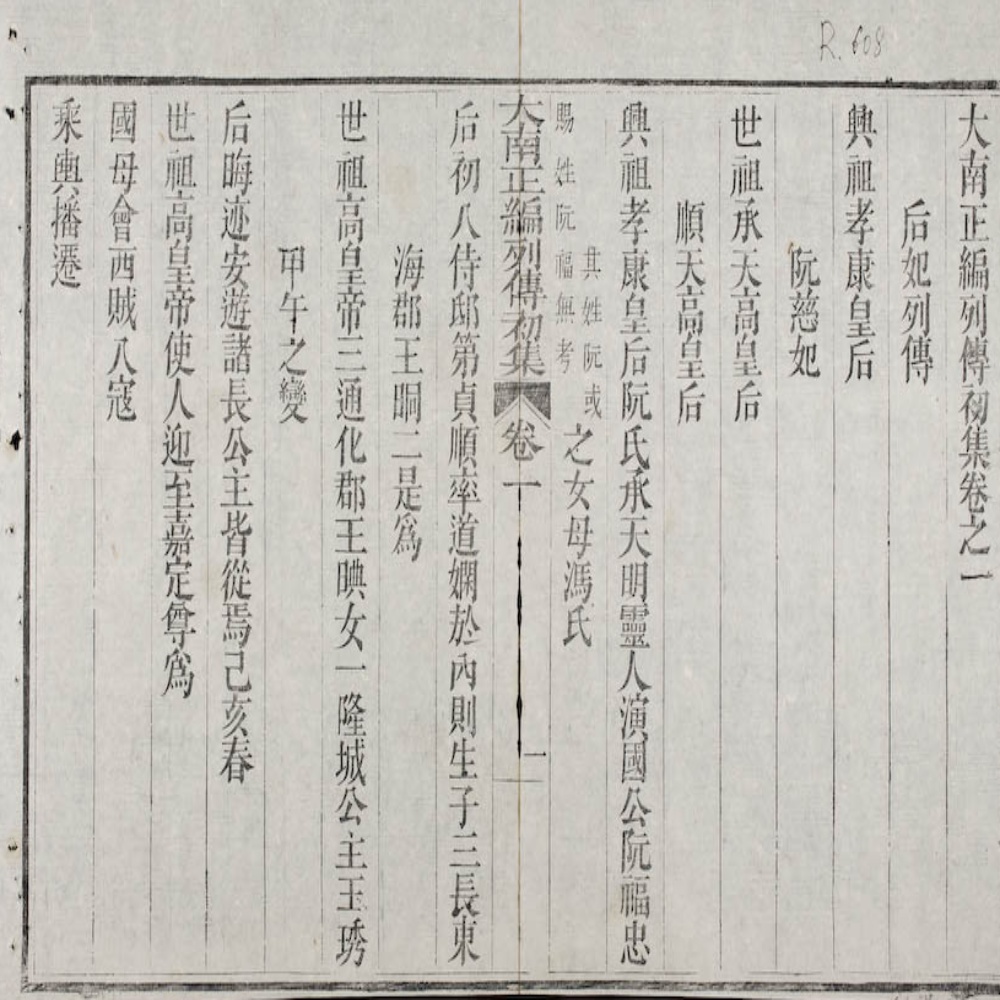 R.608
大南正編列傳初集卷之一
后妃列傳
興祖孝康皇后
阮慈妃
世祖承天高皇后
順天高皇后
興祖孝康皇后阮氏承天明靈人演國公阮福忠
其姓阮或
賜姓阮福無考
之女母馮氏
大南正編列傳初集 卷一 一
后初入侍邸第貞順率道嫻於內則生子三長東
海郡王晍二是爲
世祖高皇帝三通化郡王晪女一隆城公主玉琇
甲午之變
后晦迹安遊諸長公主皆從焉己亥春
世祖高皇帝使人迎至嘉定尊爲
國母會西賊入寇
乘輿播遷